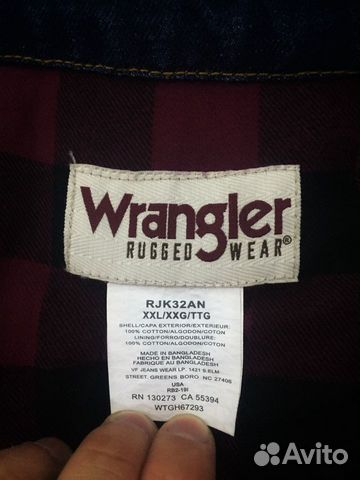 Wrangler
RUGGED WEAR®
RJK32AN
XXL/XXG/TTG
SHELL/CAPA EXTERIOR/EXTERIEUR:
100% COTTON/ALGODON/COTON
LINING/FORRO/DOUBLURE:
100% COTTON/ALGODON/COTON
MADE IN BANGLADESH
HECHO EN BANGLADESH
FABRIQUE AU BANGLADESH
VF JEANS WEAR LP. 1421 S.ELM
STREET. GREENS BORO NC 27406
USA
RB2-19I
RN 130273 CA 55394
WTGH67293
Avito